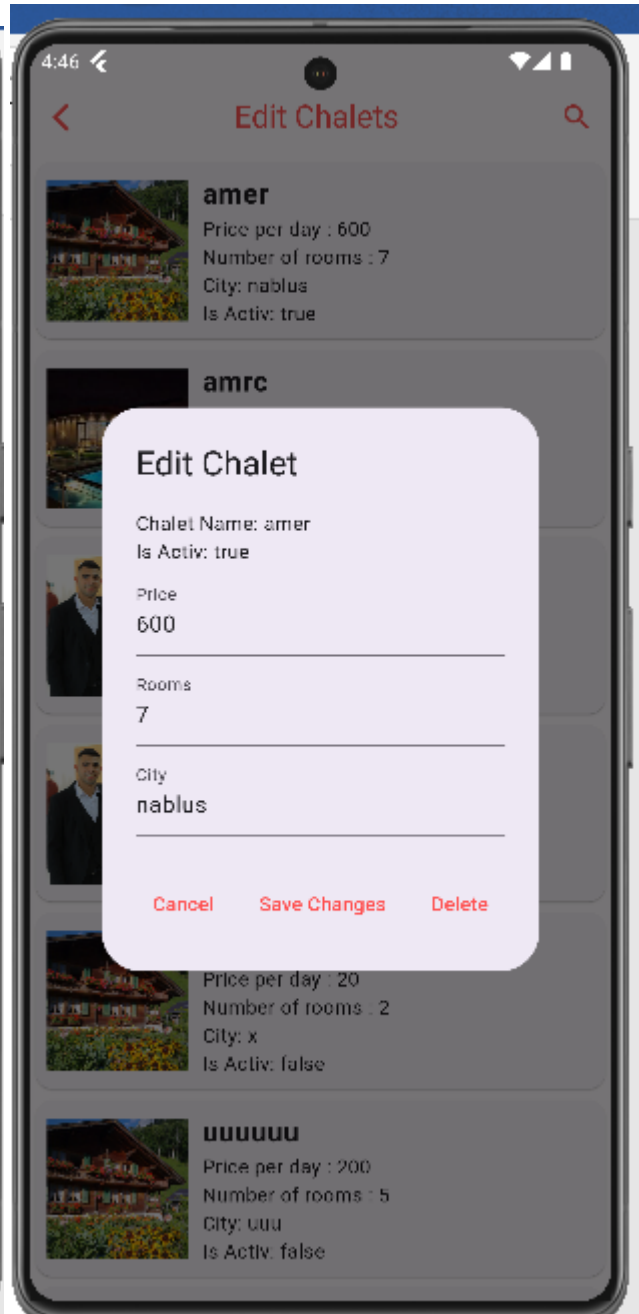 4:46
Edit Chalets
amer
Price per day : 600
Number of rooms : 7
City: nablus
Is Activ: true
amrc
Edit Chalet
Chalet Name: amer
Is Activ: true
Price
600
Rooms
7
City
nablus
Cancel Save Changes Delete
Price per day : 20
Number of rooms : 2
City: x
Is Activ: false
uuuuuu
Price per day : 200
Number of rooms : 5
City: uuu
Is Activ: false